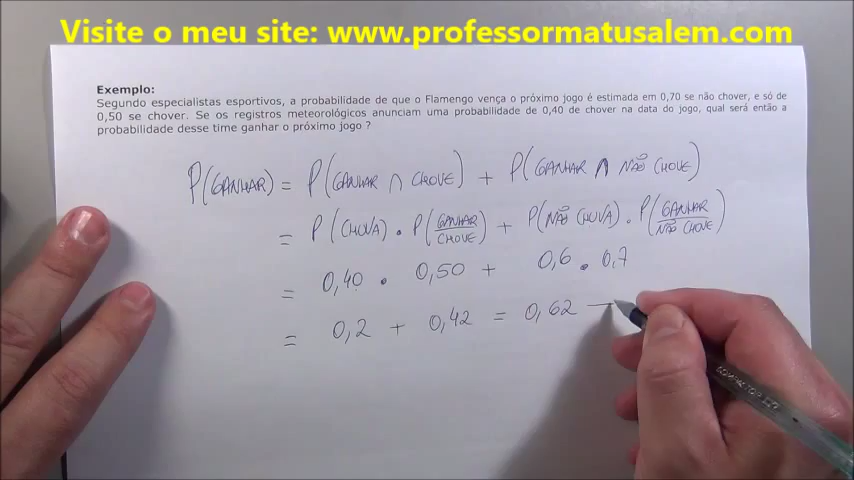 Visite o meu site: www.professormatusalem.com
Exemplo:
Segundo especialistas esportivos, a probabilidade de que o Flamengo vença o próximo jogo é estimada em 0,70 se não chover, e só de
0,50 se chover. Se os registros meteorológicos anunciam uma probabilidade de 0,40 de chover na data do jogo, qual será então a
probabilidade desse time ganhar o próximo jogo ?
P(GANHAR) = P(GANHAR ∩ CHOVE) + P(GANHAR ∩ NÃO CHOVE)
= P(CHUVA) . P(GANHAR/CHOVE) + P(NÃO CHUVA) . P(GANHAR/NÃO CHOVE)
= 0,40 . 0,50 + 0,6 . 0,7
= 0,2 + 0,42 = 0,62